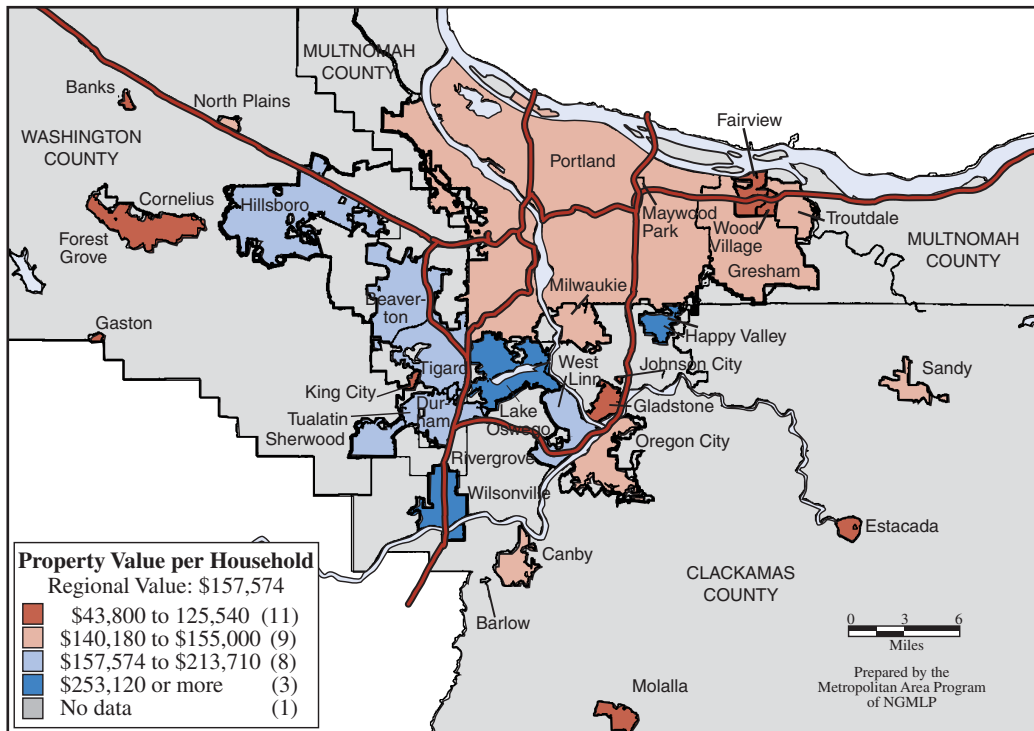 MULTNOMAH
COUNTY
Banks
North Plains
WASHINGTON
COUNTY
Fairview
Portland
Cornelius
Hillsboro
Forest
Grove
Maywood
Park
Wood
Village
Troutdale
MULTNOMAH
COUNTY
Gresham
Milwaukie
Beaver-
ton
Happy Valley
Gaston
King City
Tigard
West
Linn
Johnson City
Sandy
Tualatin
Dur-
ham
Sherwood
Lake
Oswego
Gladstone
Oregon City
Rivergrove
Wilsonville
Estacada
Canby
CLACKAMAS
COUNTY
Barlow
Molalla
Property Value per Household
Regional Value: $157,574
$43,800 to 125,540 (11)
$140,180 to $155,000 (9)
$157,574 to $213,710 (8)
$253,120 or more (3)
No data (1)
0 3 6
Miles
Prepared by the
Metropolitan Area Program
of NGMLP